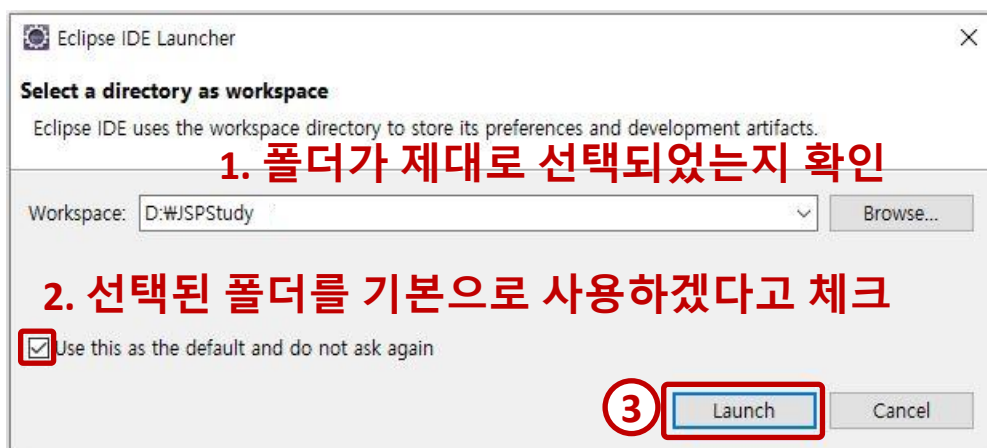 Eclipse IDE Launcher
Select a directory as workspace
Eclipse IDE uses the workspace directory to store its preferences and development artifacts.
1. 폴더가 제대로 선택되었는지 확인
Workspace: D:₩JSPStudy Browse...
2. 선택된 폴더를 기본으로 사용하겠다고 체크
Use this as the default and do not ask again
③ Launch Cancel